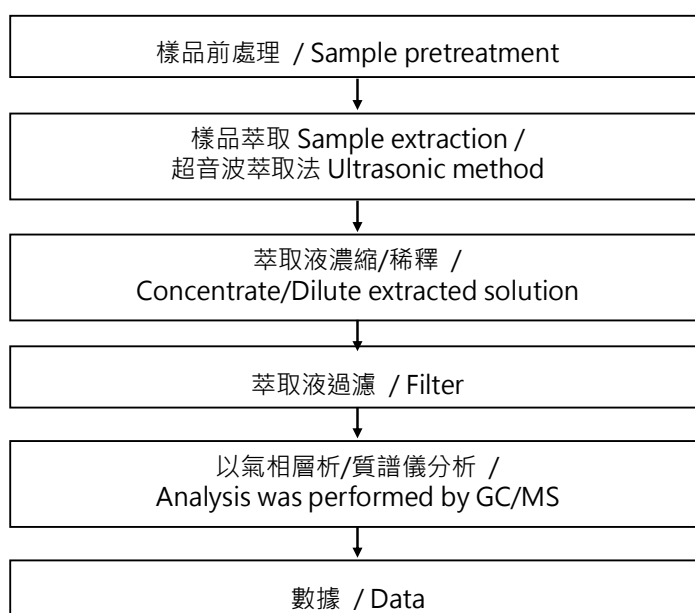 樣品前處理 / Sample pretreatment
樣品萃取 Sample extraction /
超音波萃取法 Ultrasonic method
萃取液濃縮/稀釋 /
Concentrate/Dilute extracted solution
萃取液過濾 / Filter
以氣相層析/質譜儀分析 /
Analysis was performed by GC/MS
數據 / Data